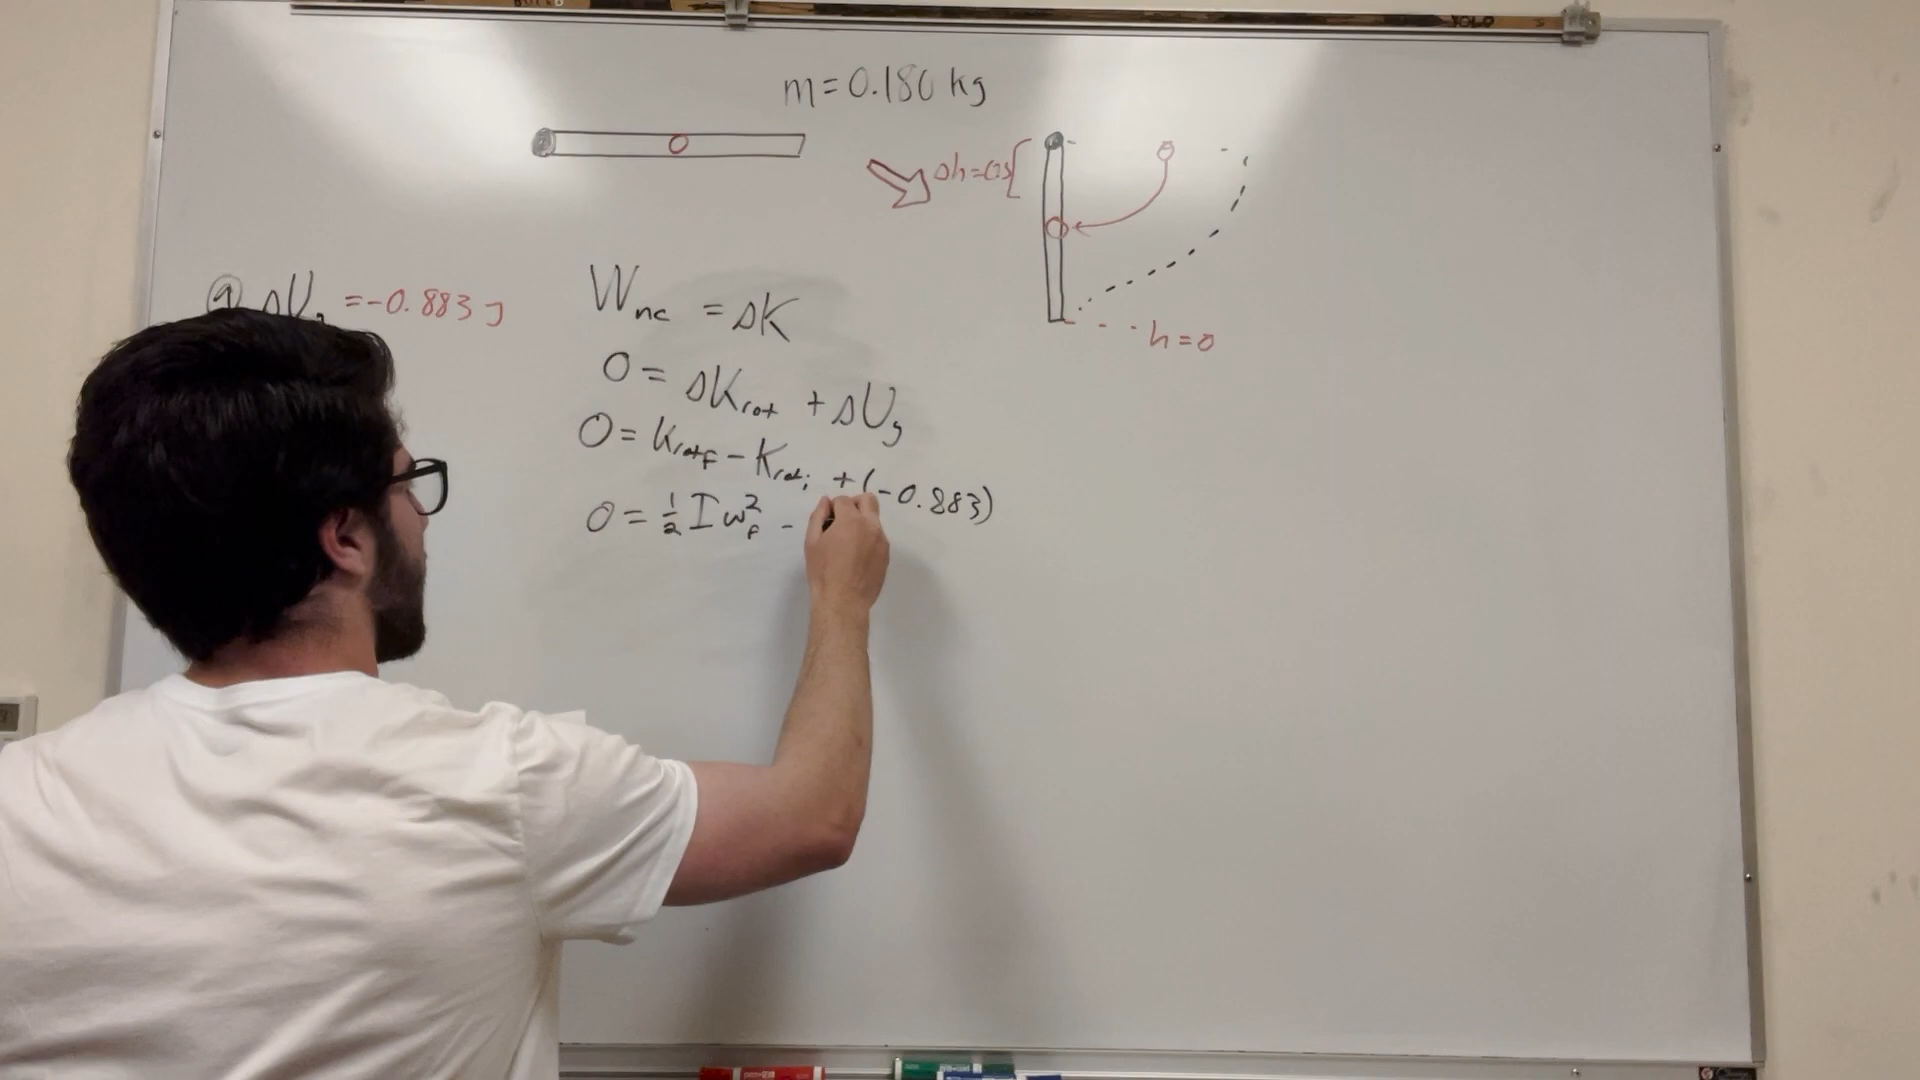 m=0.180 kg
Δh=0.5
h=0
ⓐ ΔUg =-0.883 J
Wnc = ΔK
0 = ΔKrot + ΔUg
0 = Krotf - Kroti + (-0.883)
0 = ½ I ωf² -
YOLO